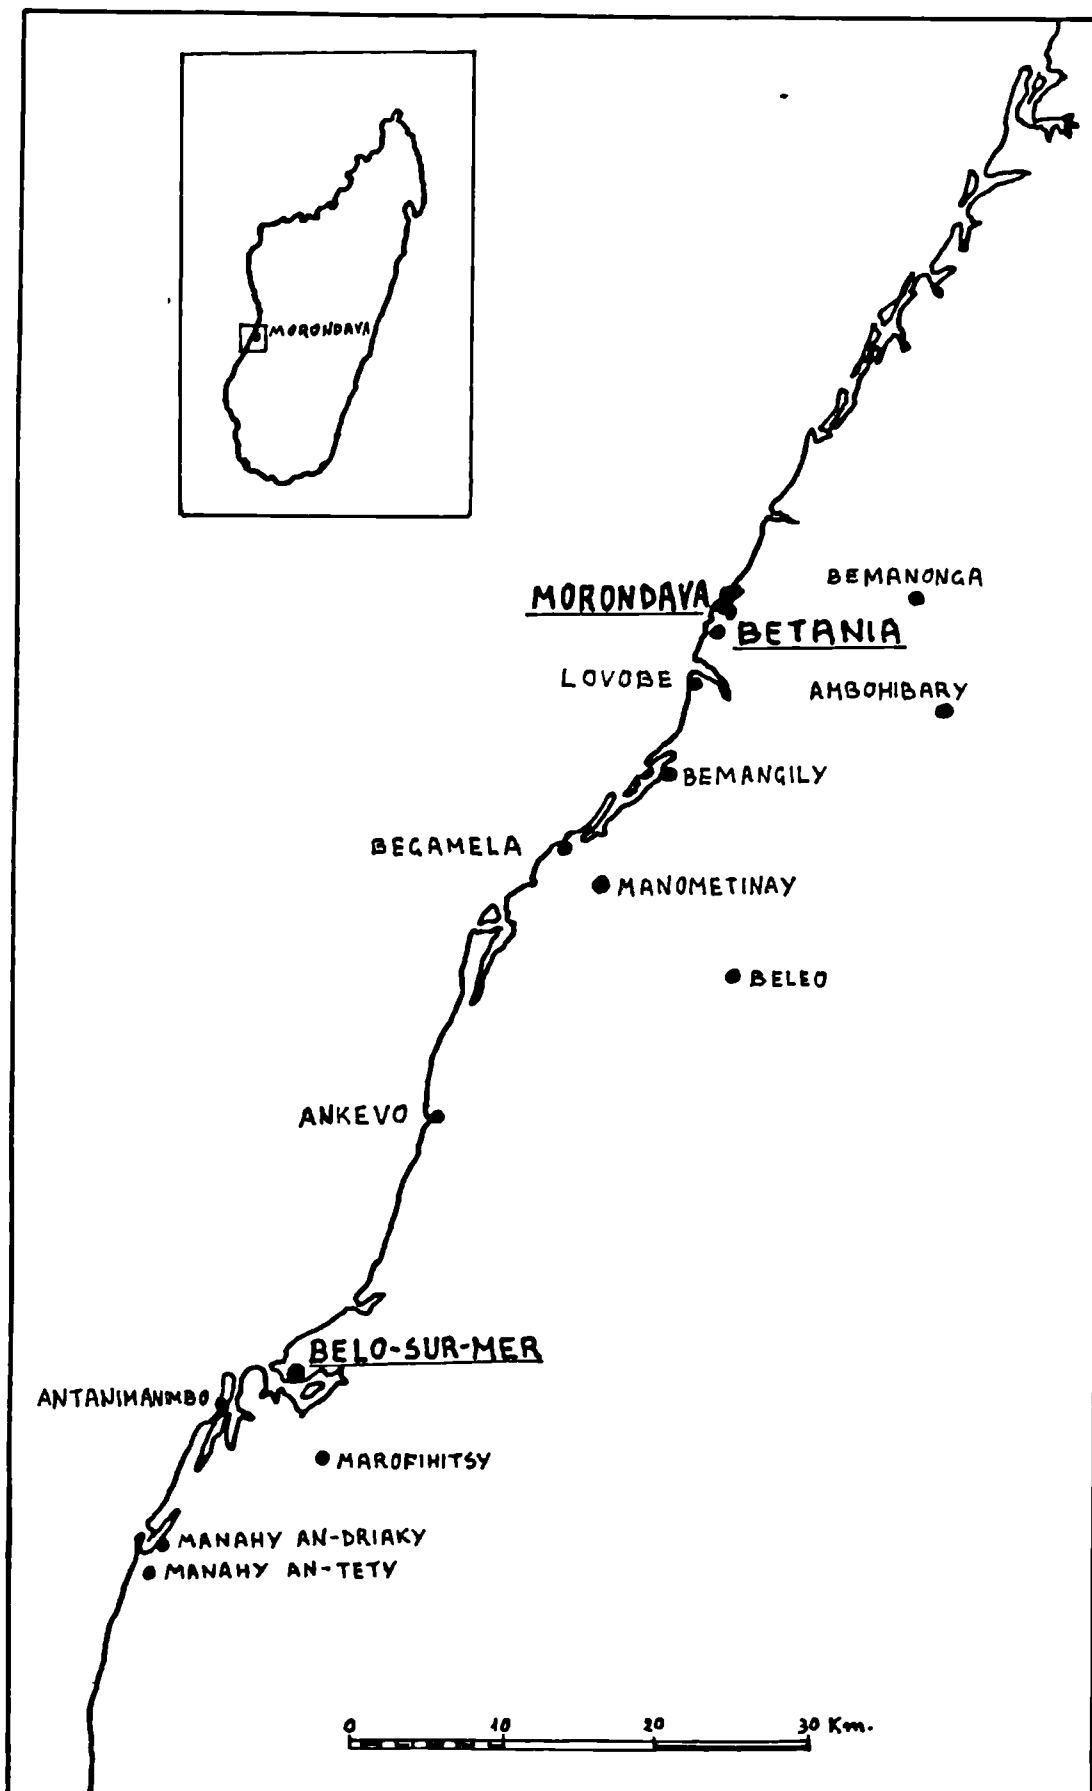 MORONDAVA
BEMANONGA
MORONDAVA
BETANIA
LOVOBE
AMBOHIBARY
BEMANGILY
BEGAMELA
MANOMETINAY
BELEO
ANKEVO
BELO-SUR-MER
ANTANIMANIMBO
MAROFIHITSY
MANAHY AN-DRIAKY
MANAHY AN-TETY
0 10 20 30 Km.